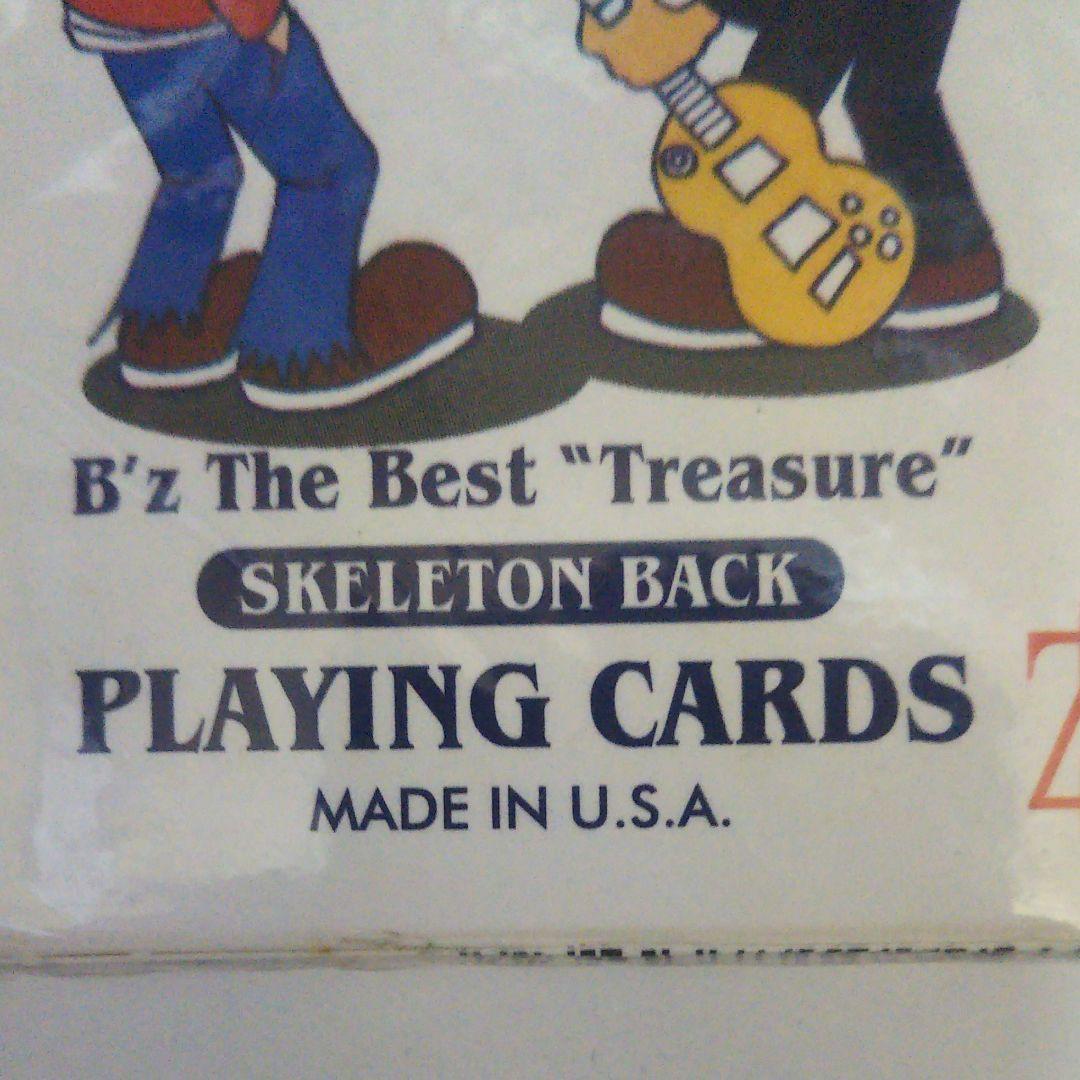 B'z The Best "Treasure"
SKELETON BACK
PLAYING CARDS
MADE IN U.S.A.